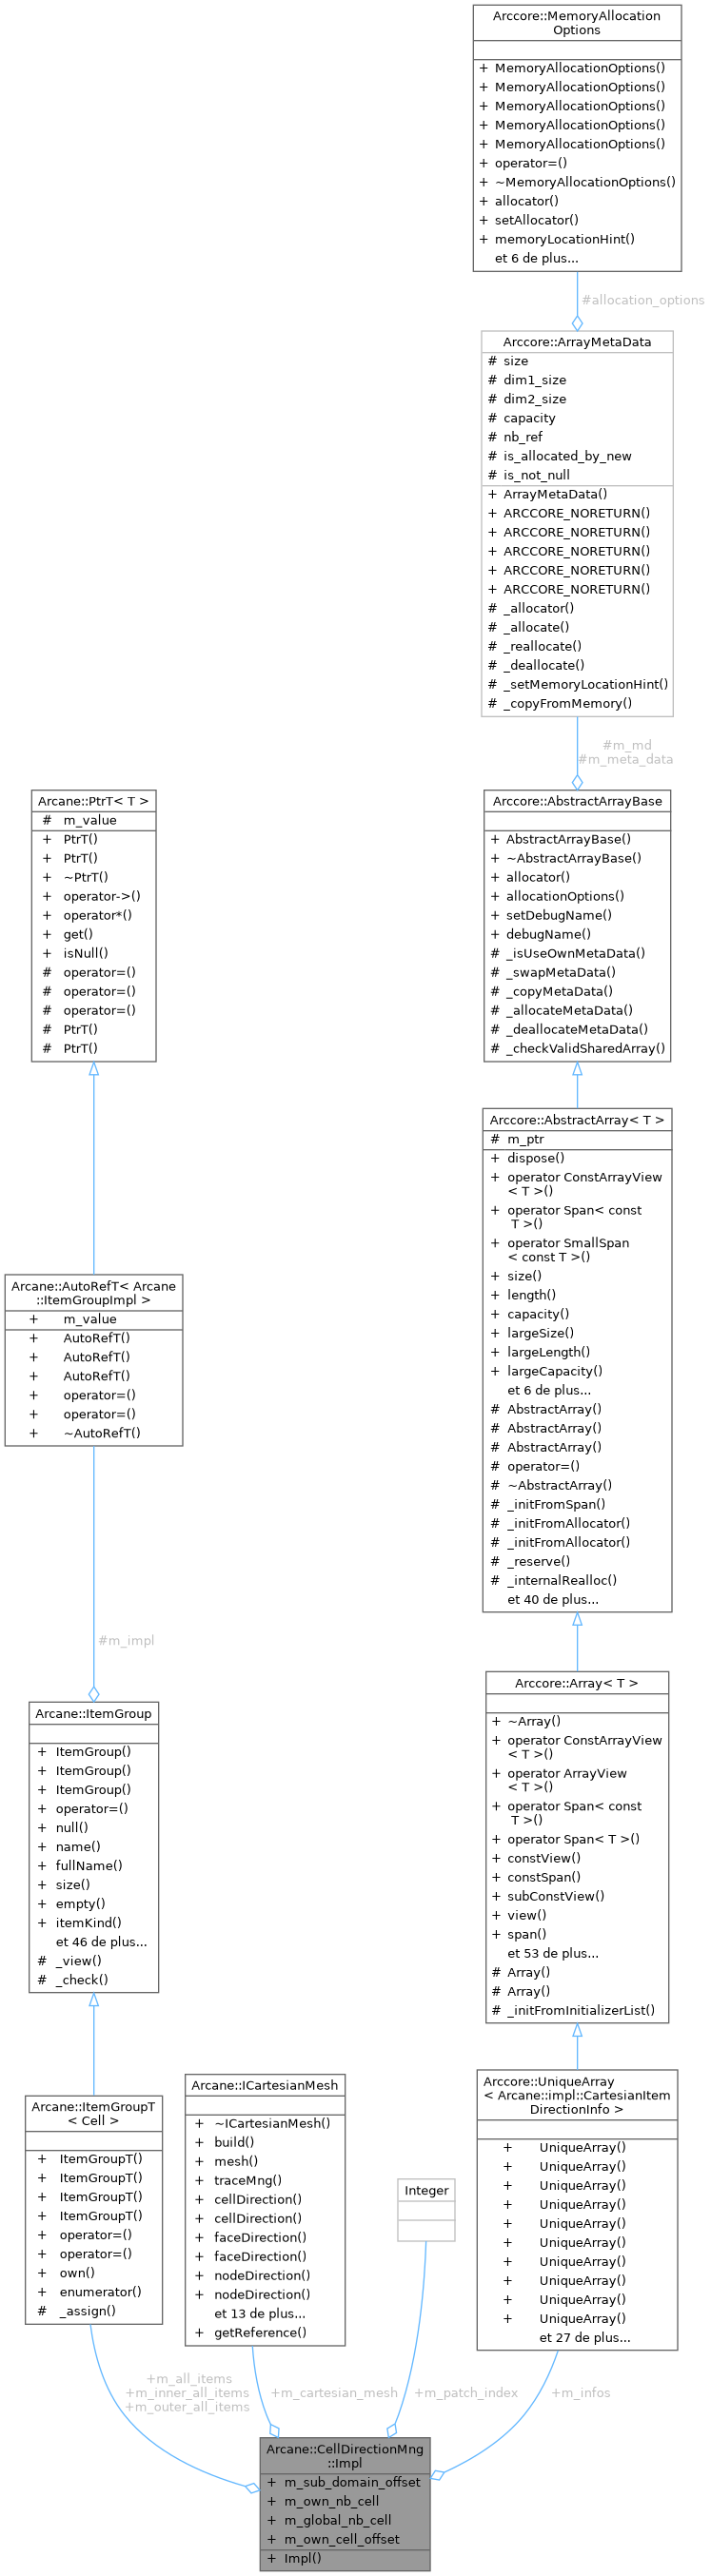 Arccore::MemoryAllocation
Options
+ MemoryAllocationOptions()
+ MemoryAllocationOptions()
+ MemoryAllocationOptions()
+ MemoryAllocationOptions()
+ MemoryAllocationOptions()
+ operator=()
+ ~MemoryAllocationOptions()
+ allocator()
+ setAllocator()
+ memoryLocationHint()
et 6 de plus...
#allocation_options
Arccore::ArrayMetaData
# size
# dim1_size
# dim2_size
# capacity
# nb_ref
# is_allocated_by_new
# is_not_null
+ ArrayMetaData()
+ ARCCORE_NORETURN()
+ ARCCORE_NORETURN()
+ ARCCORE_NORETURN()
+ ARCCORE_NORETURN()
+ ARCCORE_NORETURN()
# _allocator()
# _allocate()
# _reallocate()
# _deallocate()
# _setMemoryLocationHint()
# _copyFromMemory()
#m_md
#m_meta_data
Arcane::PtrT< T >
# m_value
+ PtrT()
+ PtrT()
+ ~PtrT()
+ operator->()
+ operator*()
+ get()
+ isNull()
# operator=()
# operator=()
# operator=()
# PtrT()
# PtrT()
Arccore::AbstractArrayBase
+ AbstractArrayBase()
+ ~AbstractArrayBase()
+ allocator()
+ allocationOptions()
+ setDebugName()
+ debugName()
# _isUseOwnMetaData()
# _swapMetaData()
# _copyMetaData()
# _allocateMetaData()
# _deallocateMetaData()
# _checkValidSharedArray()
Arccore::AbstractArray< T >
# m_ptr
+ dispose()
+ operator ConstArrayView
< T >()
+ operator Span< const
T >()
+ operator SmallSpan
< const T >()
+ size()
+ length()
+ capacity()
+ largeSize()
+ largeLength()
+ largeCapacity()
et 6 de plus...
# AbstractArray()
# AbstractArray()
# AbstractArray()
# operator=()
# ~AbstractArray()
# _initFromSpan()
# _initFromAllocator()
# _initFromAllocator()
# _reserve()
# _internalRealloc()
et 40 de plus...
Arcane::AutoRefT< Arcane
::ItemGroupImpl >
+ m_value
+ AutoRefT()
+ AutoRefT()
+ AutoRefT()
+ operator=()
+ operator=()
+ ~AutoRefT()
#m_impl
Arcane::ItemGroup
+ ItemGroup()
+ ItemGroup()
+ ItemGroup()
+ operator=()
+ null()
+ name()
+ fullName()
+ size()
+ empty()
+ itemKind()
et 46 de plus...
# _view()
# _check()
Arccore::Array< T >
+ ~Array()
+ operator ConstArrayView
< T >()
+ operator ArrayView
< T >()
+ operator Span< const
T >()
+ operator Span< T >()
+ constView()
+ constSpan()
+ subConstView()
+ view()
+ span()
et 53 de plus...
# Array()
# Array()
# _initFromInitializerList()
Arcane::ItemGroupT
< Cell >
+ ItemGroupT()
+ ItemGroupT()
+ ItemGroupT()
+ ItemGroupT()
+ operator=()
+ operator=()
+ own()
+ enumerator()
# _assign()
Arcane::ICartesianMesh
+ ~ICartesianMesh()
+ build()
+ mesh()
+ traceMng()
+ cellDirection()
+ cellDirection()
+ faceDirection()
+ faceDirection()
+ nodeDirection()
+ nodeDirection()
et 13 de plus...
+ getReference()
Integer
Arccore::UniqueArray
< Arcane::impl::CartesianItem
DirectionInfo >
+ UniqueArray()
+ UniqueArray()
+ UniqueArray()
+ UniqueArray()
+ UniqueArray()
+ UniqueArray()
+ UniqueArray()
+ UniqueArray()
+ UniqueArray()
+ UniqueArray()
et 27 de plus...
+m_all_items
+m_inner_all_items
+m_outer_all_items
+m_cartesian_mesh
+m_patch_index
+m_infos
Arcane::CellDirectionMng
::Impl
+ m_sub_domain_offset
+ m_own_nb_cell
+ m_global_nb_cell
+ m_own_cell_offset
+ Impl()